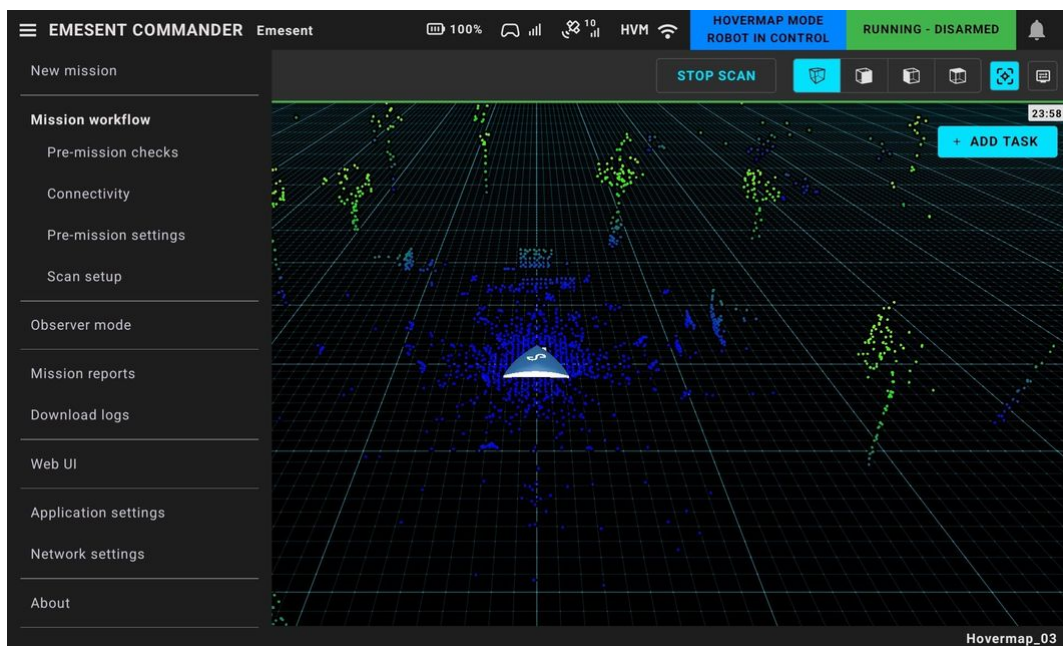 EMESENT COMMANDER Emesent
100%
10
HVM
HOVERMAP MODE
ROBOT IN CONTROL
RUNNING - DISARMED
New mission
Mission workflow
Pre-mission checks
Connectivity
Pre-mission settings
Scan setup
Observer mode
Mission reports
Download logs
Web UI
Application settings
Network settings
About
STOP SCAN
23:58
+ ADD TASK
Hovermap_03